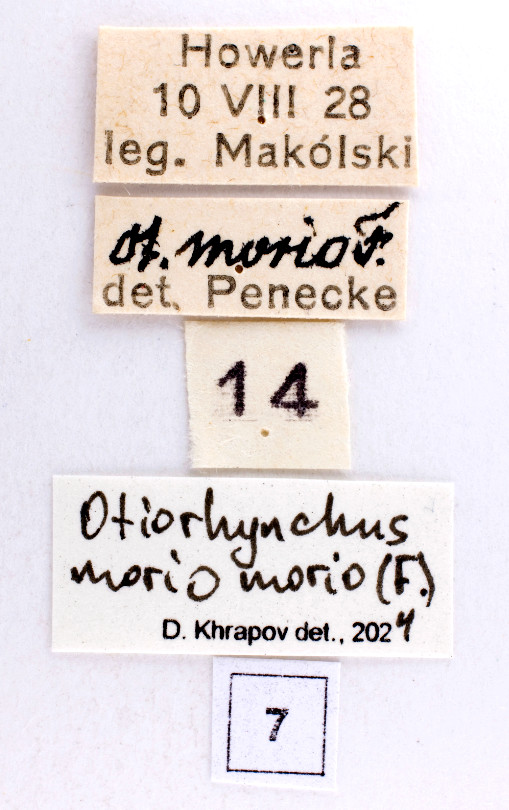 Howerla
10 VIII 28
leg. Makólski
Ot. morio F.
det. Penecke
14
Otiorhynchus
morio morio (F.)
D. Khrapov det., 2024
7